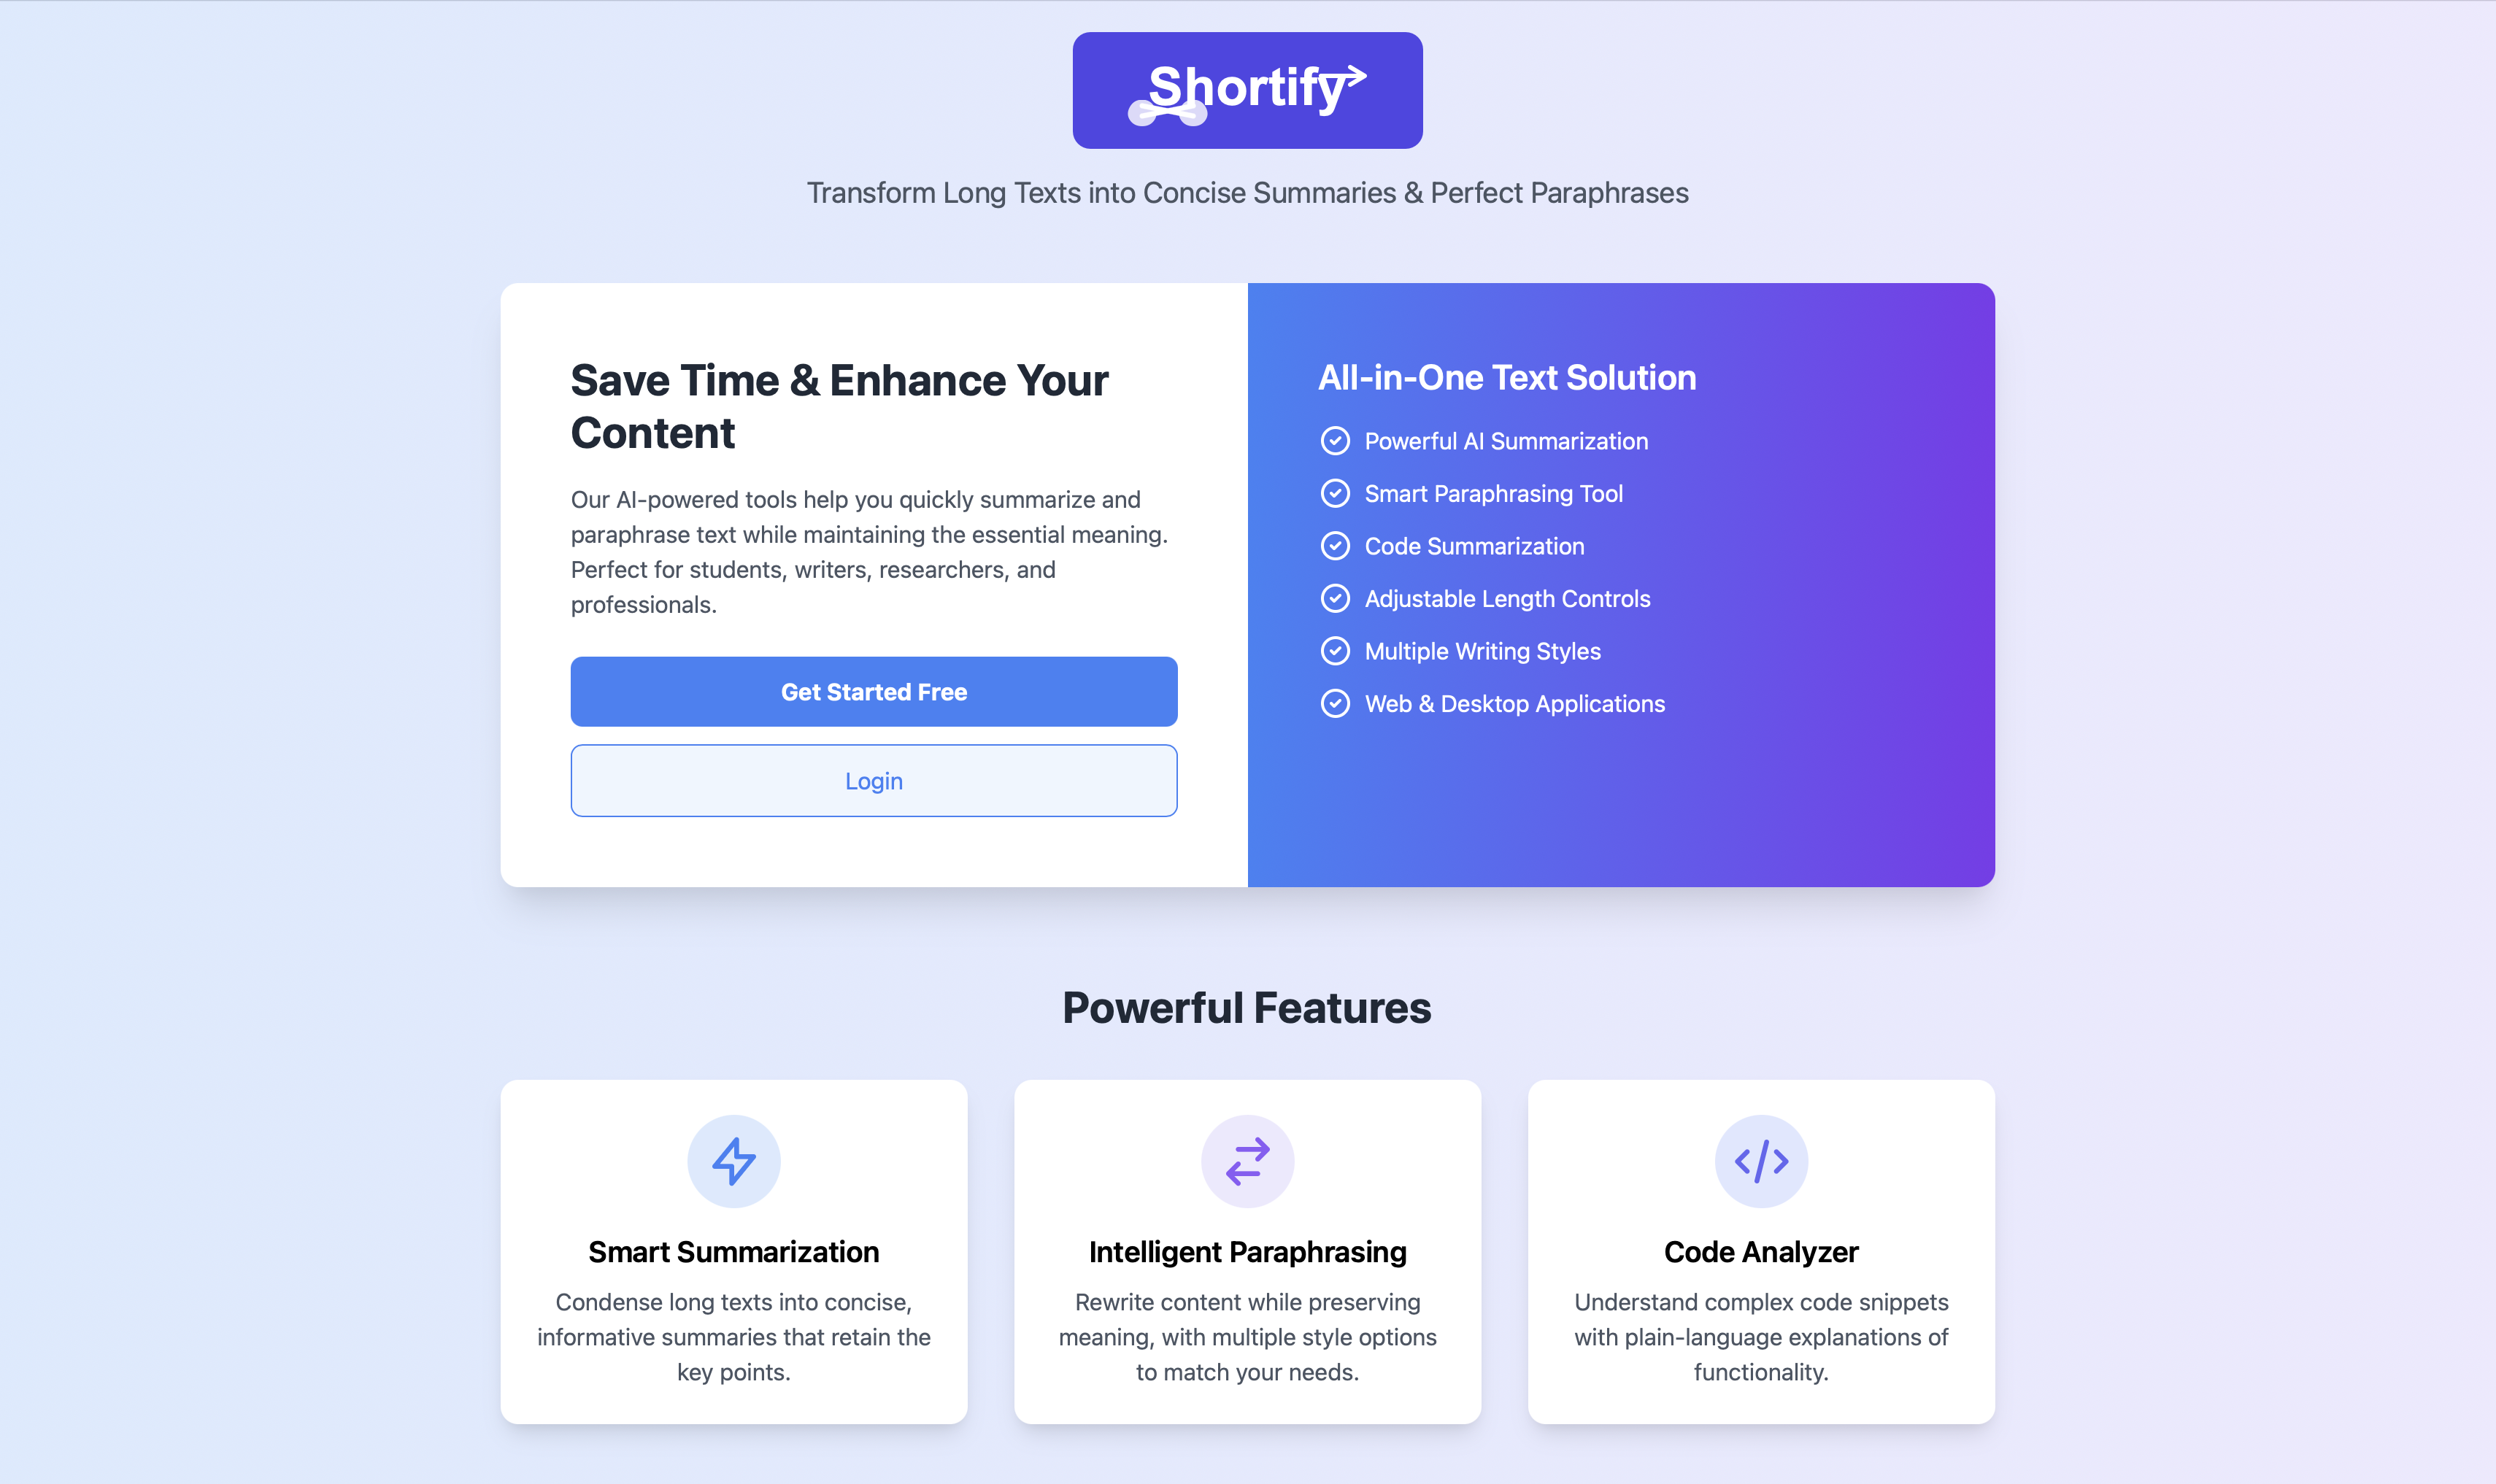 Shortify
Transform Long Texts into Concise Summaries & Perfect Paraphrases
Save Time & Enhance Your
Content
Our AI-powered tools help you quickly summarize and
paraphrase text while maintaining the essential meaning.
Perfect for students, writers, researchers, and
professionals.
Get Started Free
Login
All-in-One Text Solution
Powerful AI Summarization
Smart Paraphrasing Tool
Code Summarization
Adjustable Length Controls
Multiple Writing Styles
Web & Desktop Applications
Powerful Features
Smart Summarization
Condense long texts into concise,
informative summaries that retain the
key points.
Intelligent Paraphrasing
Rewrite content while preserving
meaning, with multiple style options
to match your needs.
Code Analyzer
Understand complex code snippets
with plain-language explanations of
functionality.